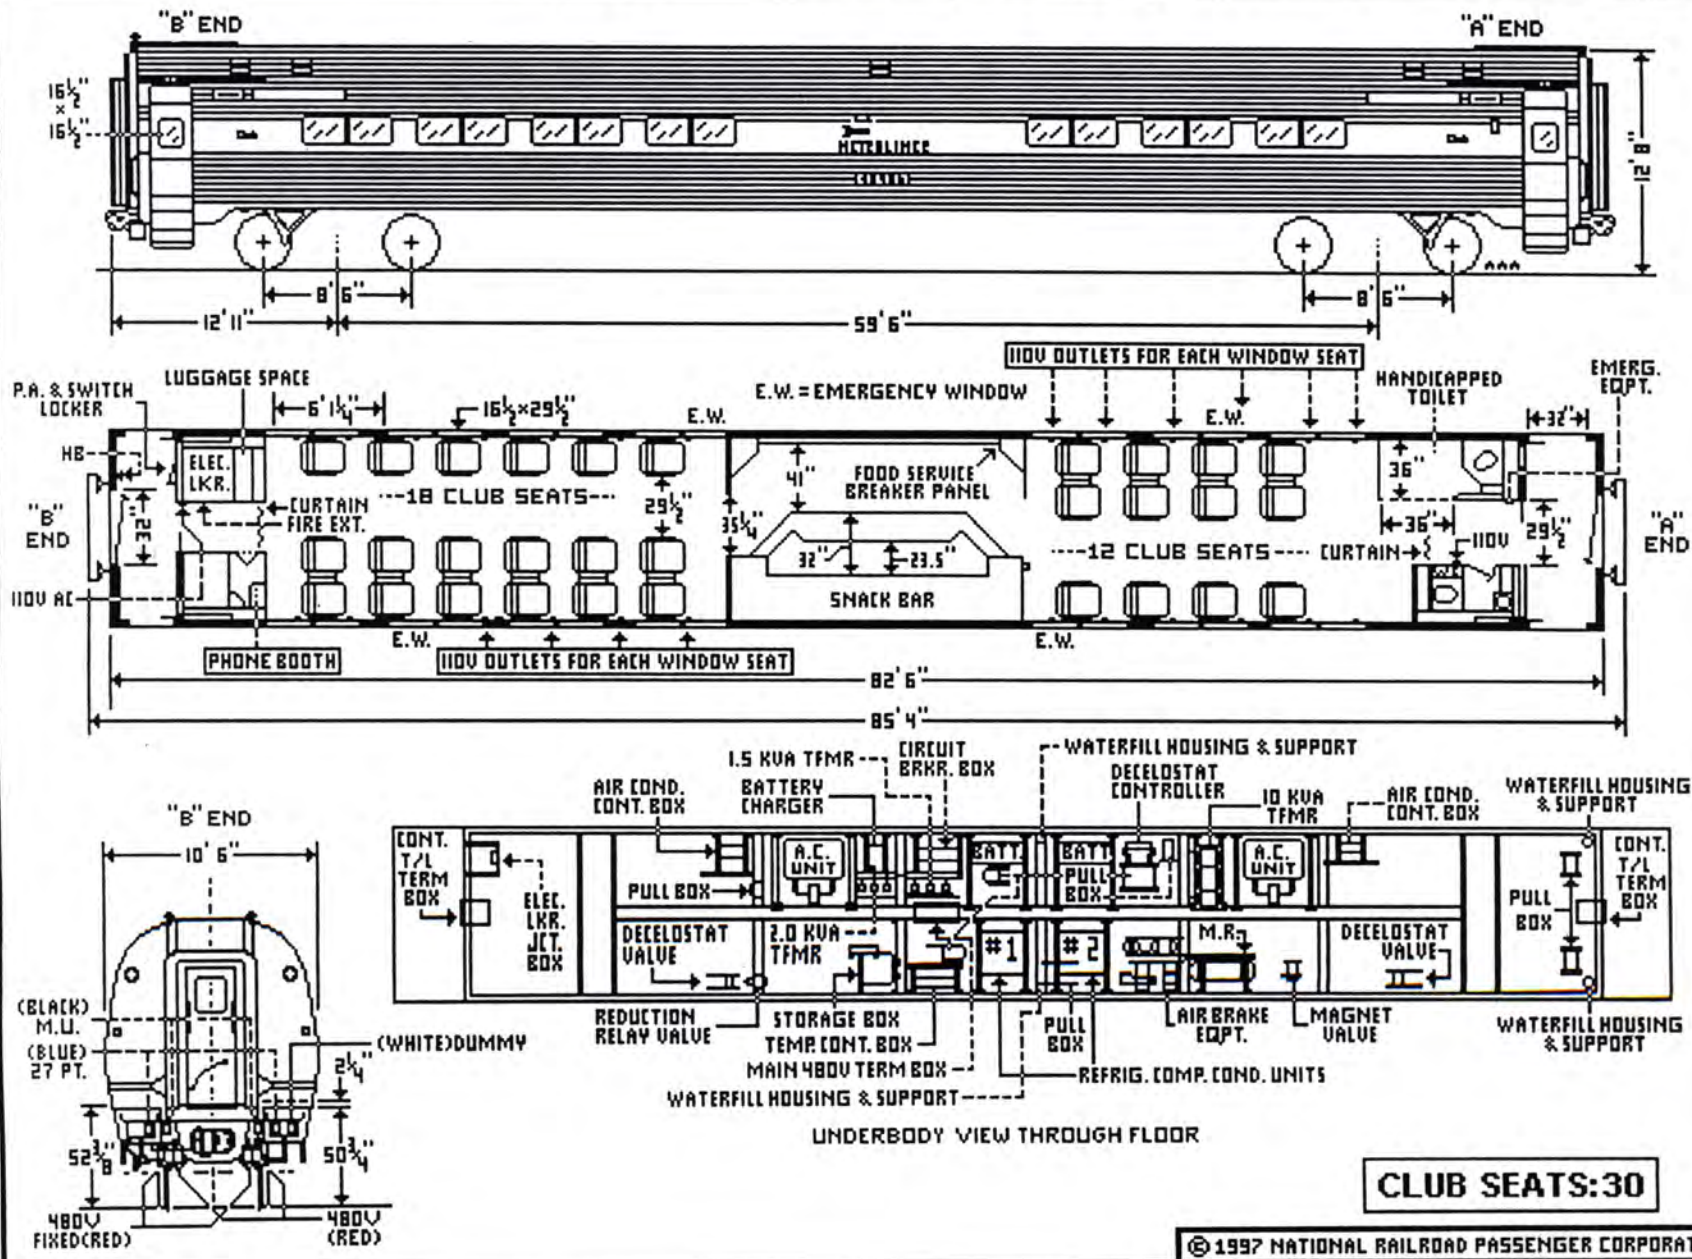 "B" END
"A" END
16½"
×
16½"
Club
METROLINER
Club
12' 8"
8' 6"
8' 6"
12' 11"
59' 6"
110V OUTLETS FOR EACH WINDOW SEAT
P.A. & SWITCH
LOCKER
LUGGAGE SPACE
6' 1¼"
16½×29½"
E.W.
E.W. = EMERGENCY WINDOW
E.W.
HANDICAPPED
TOILET
EMERG.
EQPT.
32"
HB
ELEC.
LKR.
18 CLUB SEATS
CURTAIN
FIRE EXT.
29½"
41"
FOOD SERVICE
BREAKER PANEL
35¼"
36"
36"
29½"
"B"
END
32"
32"
23.5"
12 CLUB SEATS
CURTAIN
110V
"A"
END
110V AC
SNACK BAR
PHONE BOOTH
E.W.
110V OUTLETS FOR EACH WINDOW SEAT
E.W.
82' 6"
85' 4"
1.5 KVA TFMR
CIRCUIT
BRKR. BOX
WATERFILL HOUSING & SUPPORT
AIR COND.
CONT. BOX
BATTERY
CHARGER
DECELOSTAT
CONTROLLER
10 KVA
TFMR
AIR COND.
CONT. BOX
WATERFILL HOUSING
& SUPPORT
"B" END
10' 6"
CONT.
T/L
TERM
BOX
A.C.
UNIT
BATT.
BATT.
A.C.
UNIT
CONT.
T/L
TERM
BOX
PULL BOX
PULL
BOX
PULL
BOX
ELEC.
LKR.
JCT.
BOX
DECELOSTAT
VALVE
2.0 KVA
TFMR
#1
#2
M.R.
DECELOSTAT
VALVE
(BLACK)
M.U.
(BLUE)
27 PT.
(WHITE)DUMMY
2¼"
REDUCTION
RELAY VALVE
STORAGE BOX
TEMP. CONT. BOX
MAIN 480V TERM BOX
WATERFILL HOUSING & SUPPORT
PULL
BOX
AIR BRAKE
EQPT.
MAGNET
VALVE
WATERFILL HOUSING
& SUPPORT
REFRIG. COMP. COND. UNITS
UNDERBODY VIEW THROUGH FLOOR
52⅜"
50¾"
480V
FIXED(RED)
480V
(RED)
CLUB SEATS:30
© 1997 NATIONAL RAILROAD PASSENGER CORPORAT